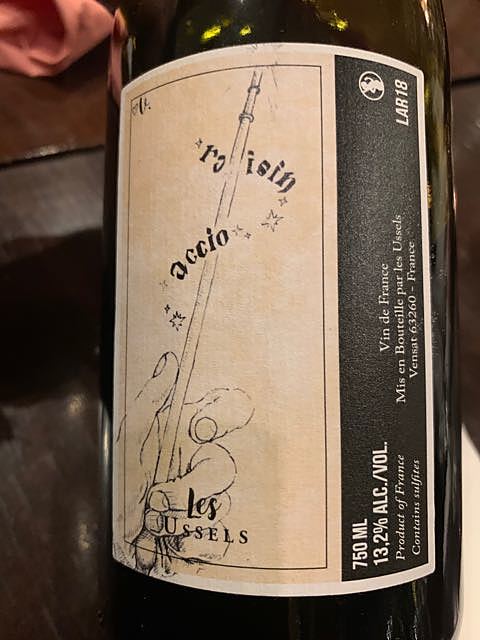 accio
raisin
Les
USSELS
LAR18
Vin de France
Mis en Bouteille par les Ussels
Vensat 63260 - France
750 ML
13,2% ALC./VOL.
Product of France
Contains sulfites